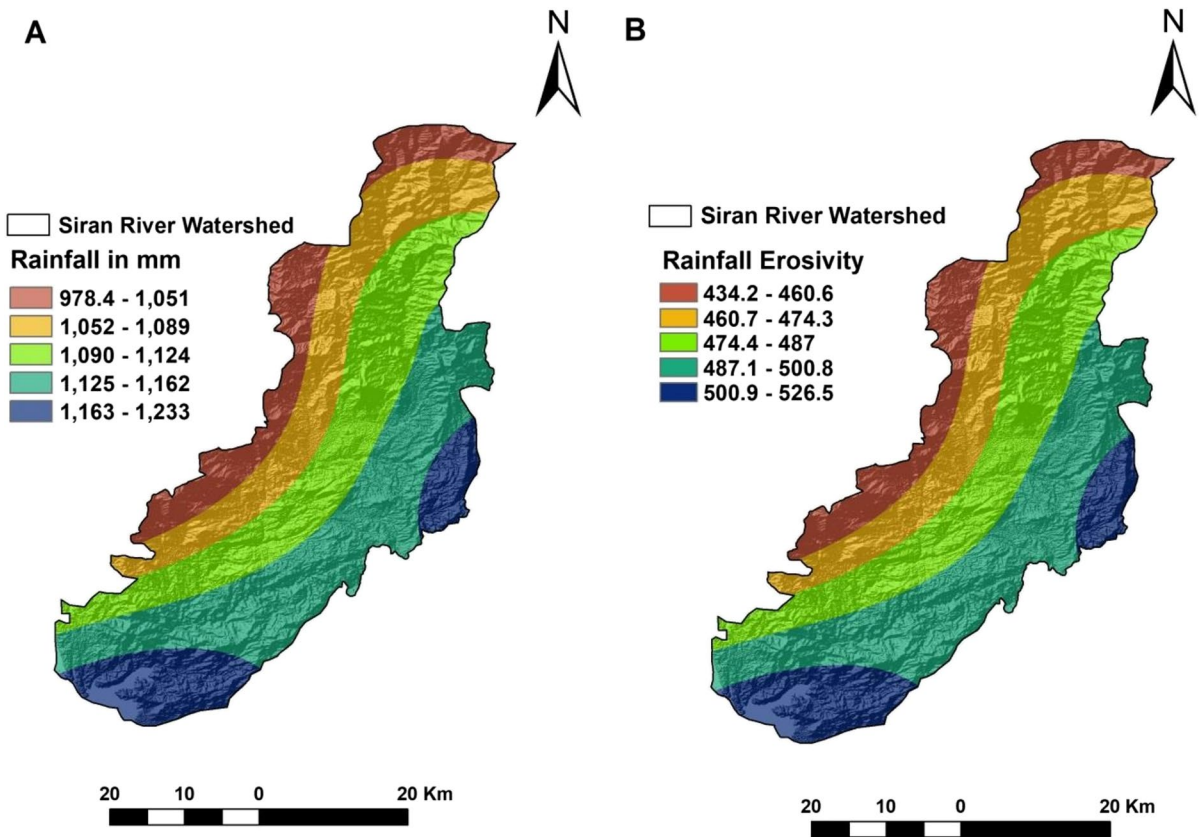 A
N
Siran River Watershed
Rainfall in mm
978.4 - 1,051
1,052 - 1,089
1,090 - 1,124
1,125 - 1,162
1,163 - 1,233
20 10 0 20 Km
B
N
Siran River Watershed
Rainfall Erosivity
434.2 - 460.6
460.7 - 474.3
474.4 - 487
487.1 - 500.8
500.9 - 526.5
20 10 0 20 Km